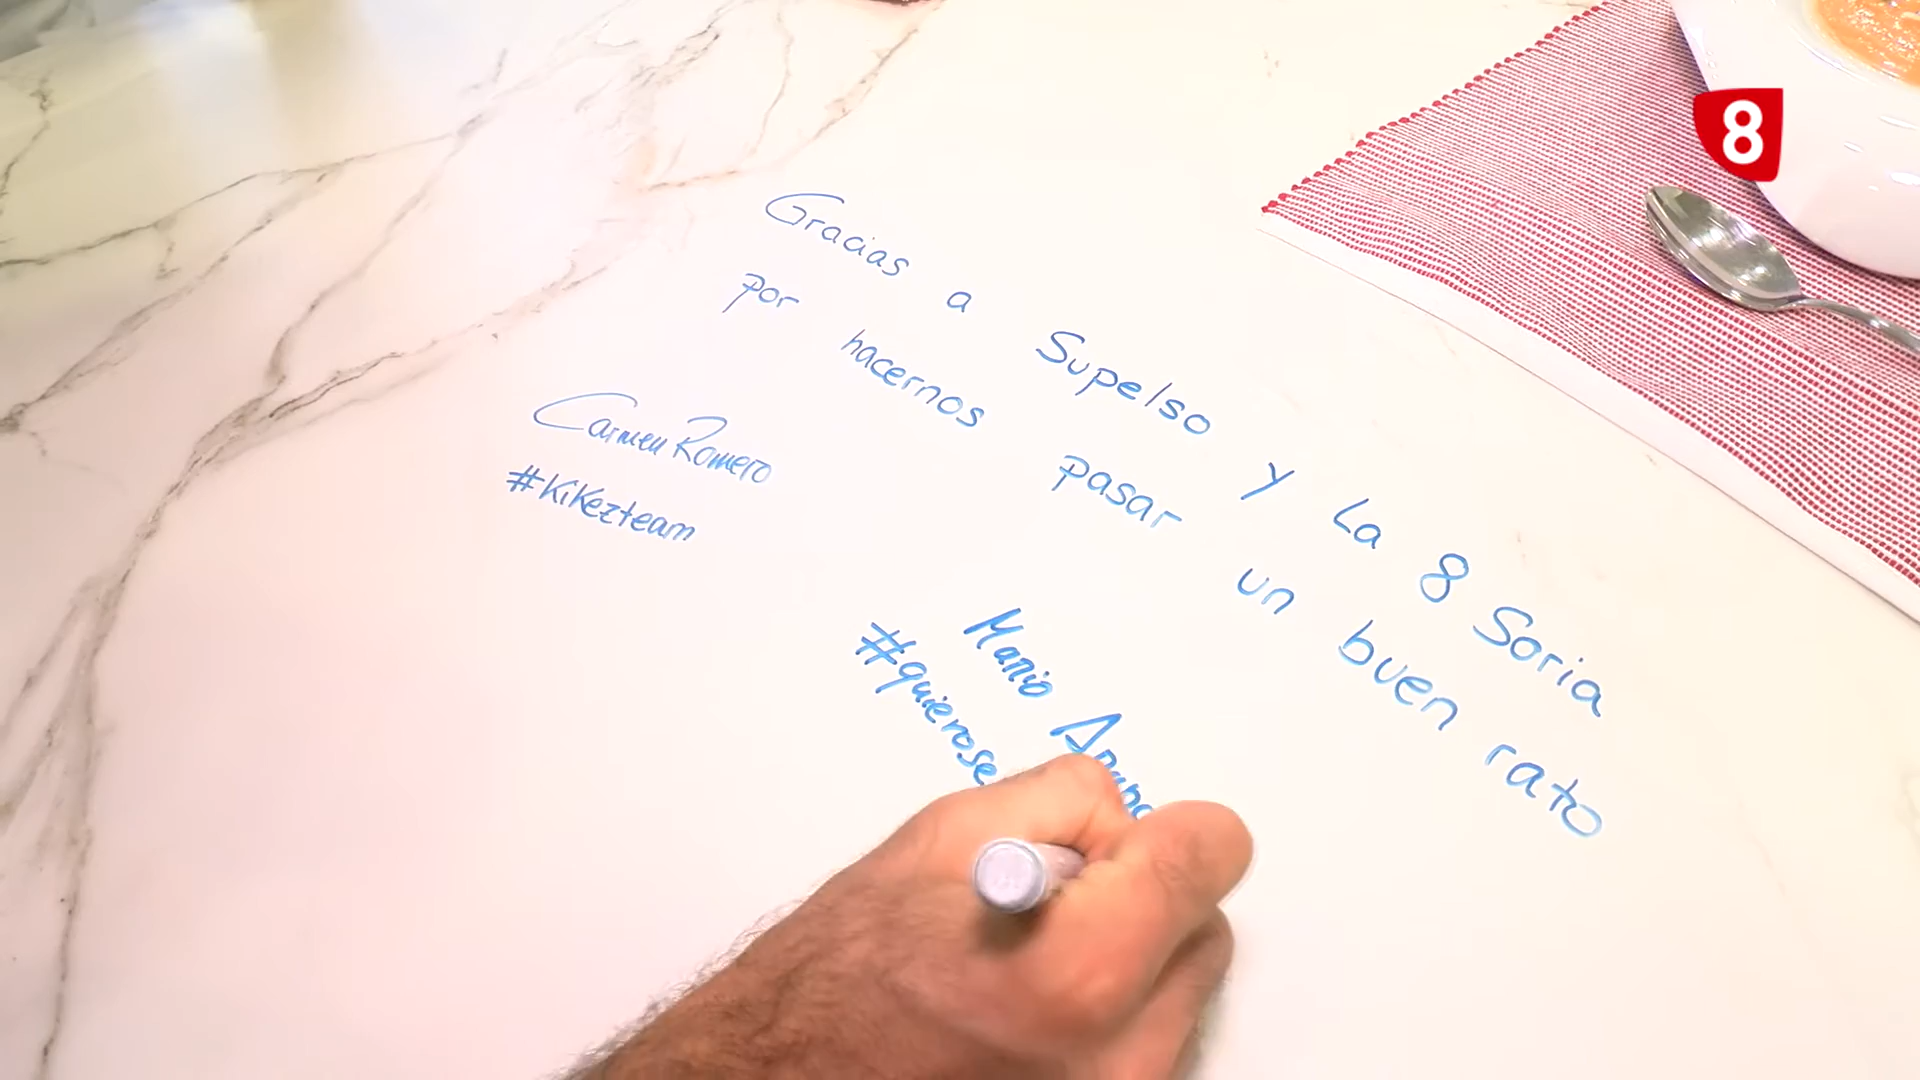 8
Gracias a Supelso y La 8 Soria
por hacernos pasar un buen rato
Carmen Romero
#KiKezteam
Mario
#quierose